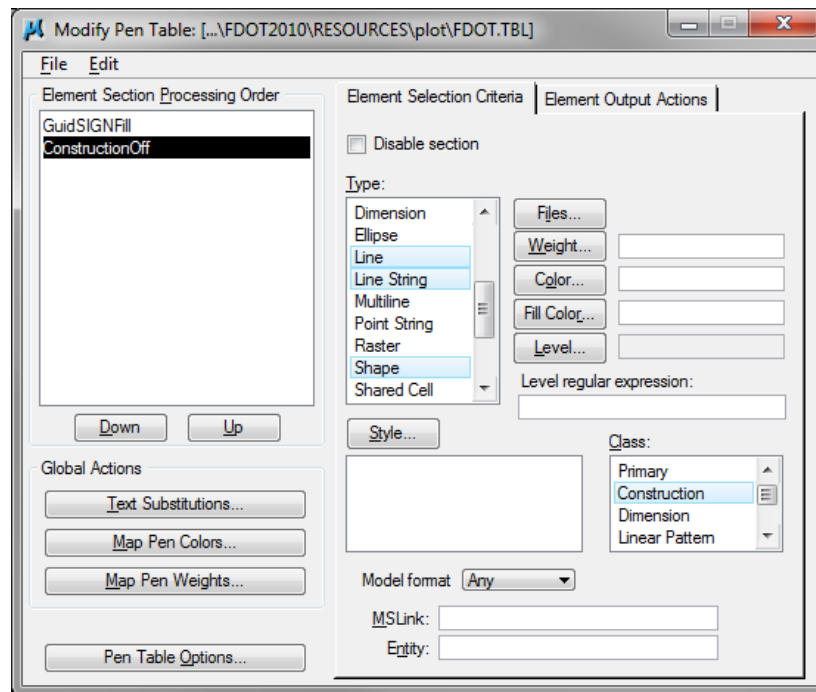 Modify Pen Table: [...\FDOT2010\RESOURCES\plot\FDOT.TBL]
File Edit
Element Section Processing Order
GuidSIGNFill
ConstructionOff
Down Up
Global Actions
Text Substitutions...
Map Pen Colors...
Map Pen Weights...
Pen Table Options...
Element Selection Criteria Element Output Actions
Disable section
Type:
Dimension
Ellipse
Line
Line String
Multiline
Point String
Raster
Shape
Shared Cell
Files...
Weight...
Color...
Fill Color...
Level...
Level regular expression:
Style...
Class:
Primary
Construction
Dimension
Linear Pattern
Model format Any
MSLink:
Entity: